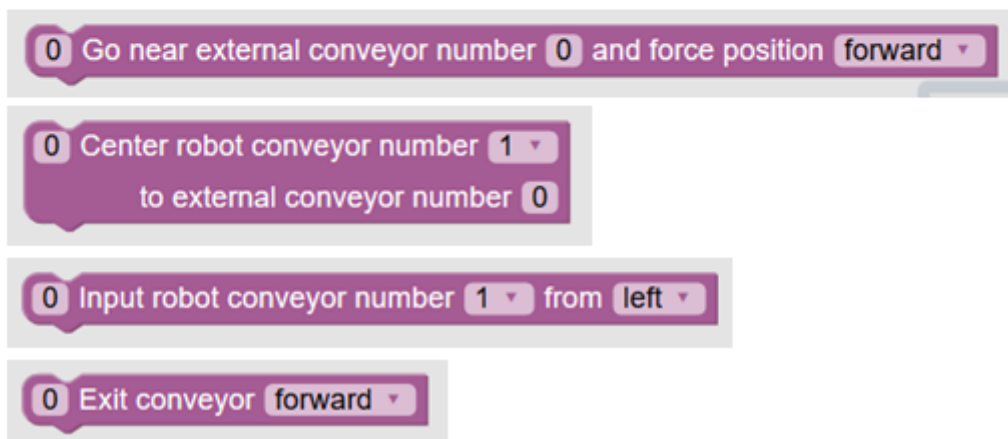 0 Go near external conveyor number 0 and force position forward
0 Center robot conveyor number 1
to external conveyor number 0
0 Input robot conveyor number 1 from left
0 Exit conveyor forward